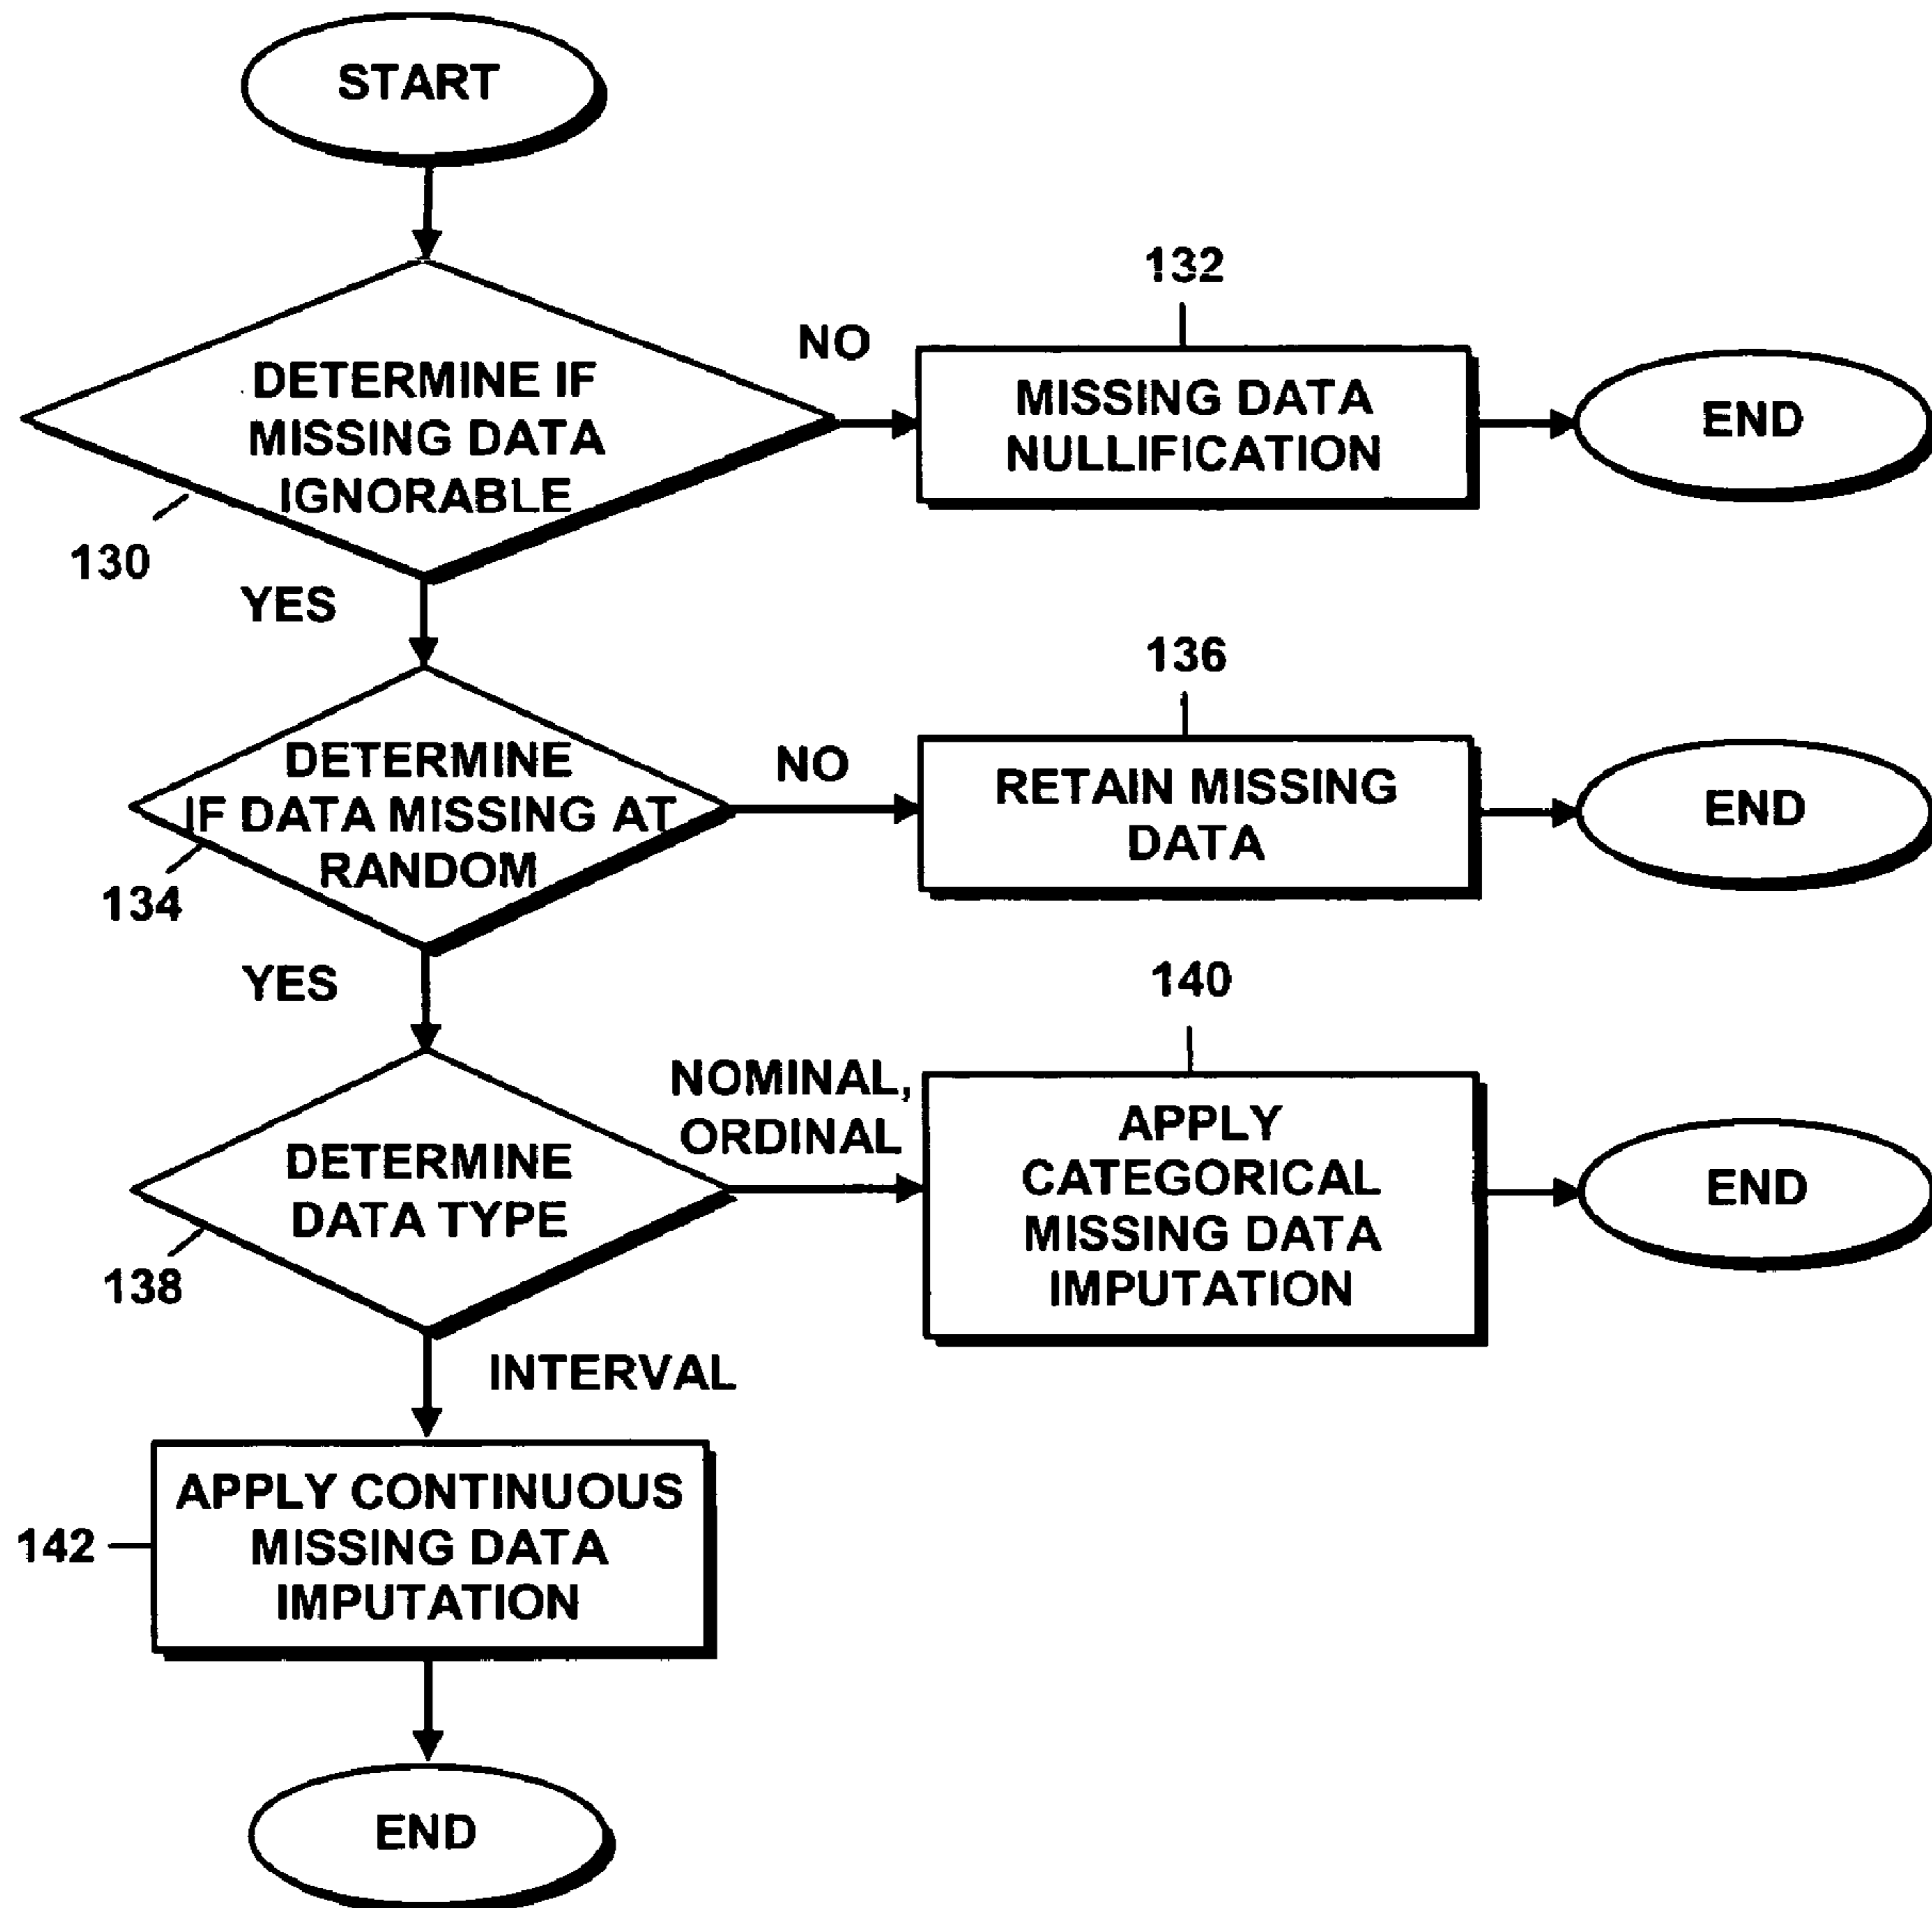 START
132
NO
DETERMINE IF
MISSING DATA
IGNORABLE
MISSING DATA
NULLIFICATION
END
130
YES
136
DETERMINE
IF DATA MISSING AT
RANDOM
NO
RETAIN MISSING
DATA
END
134
YES
140
NOMINAL,
ORDINAL
DETERMINE
DATA TYPE
APPLY
CATEGORICAL
MISSING DATA
IMPUTATION
END
138
INTERVAL
APPLY CONTINUOUS
MISSING DATA
IMPUTATION
142
END